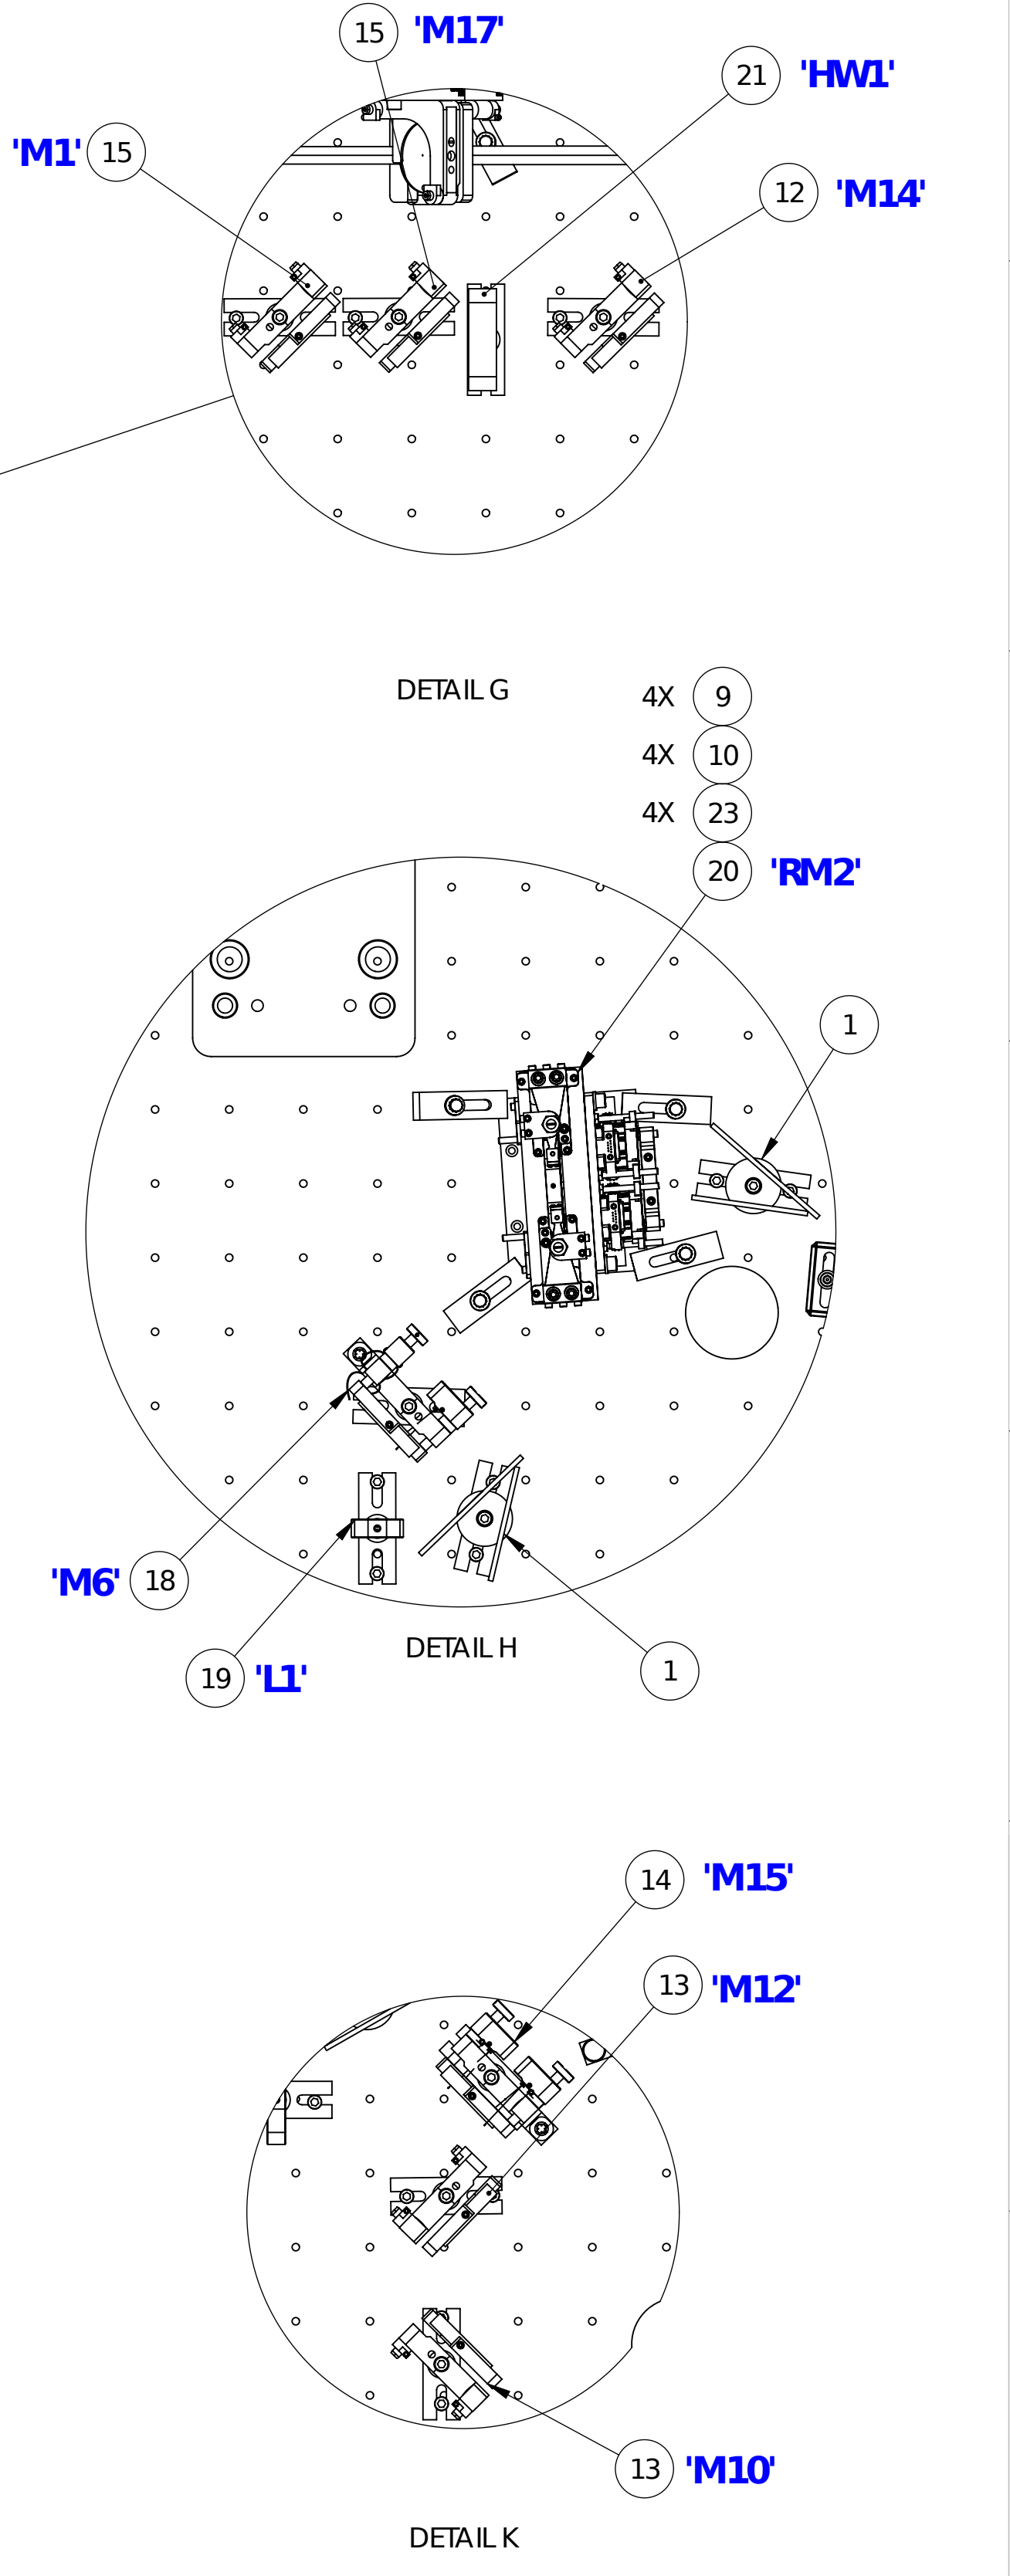 15 'M17'
21 'HW1'
'M1' 15
12 'M14'
DETAIL G
4X 9
4X 10
4X 23
20 'RM2'
1
'M6' 18
DETAIL H
19 'L1'
1
14 'M15'
13 'M12'
13 'M10'
DETAIL K